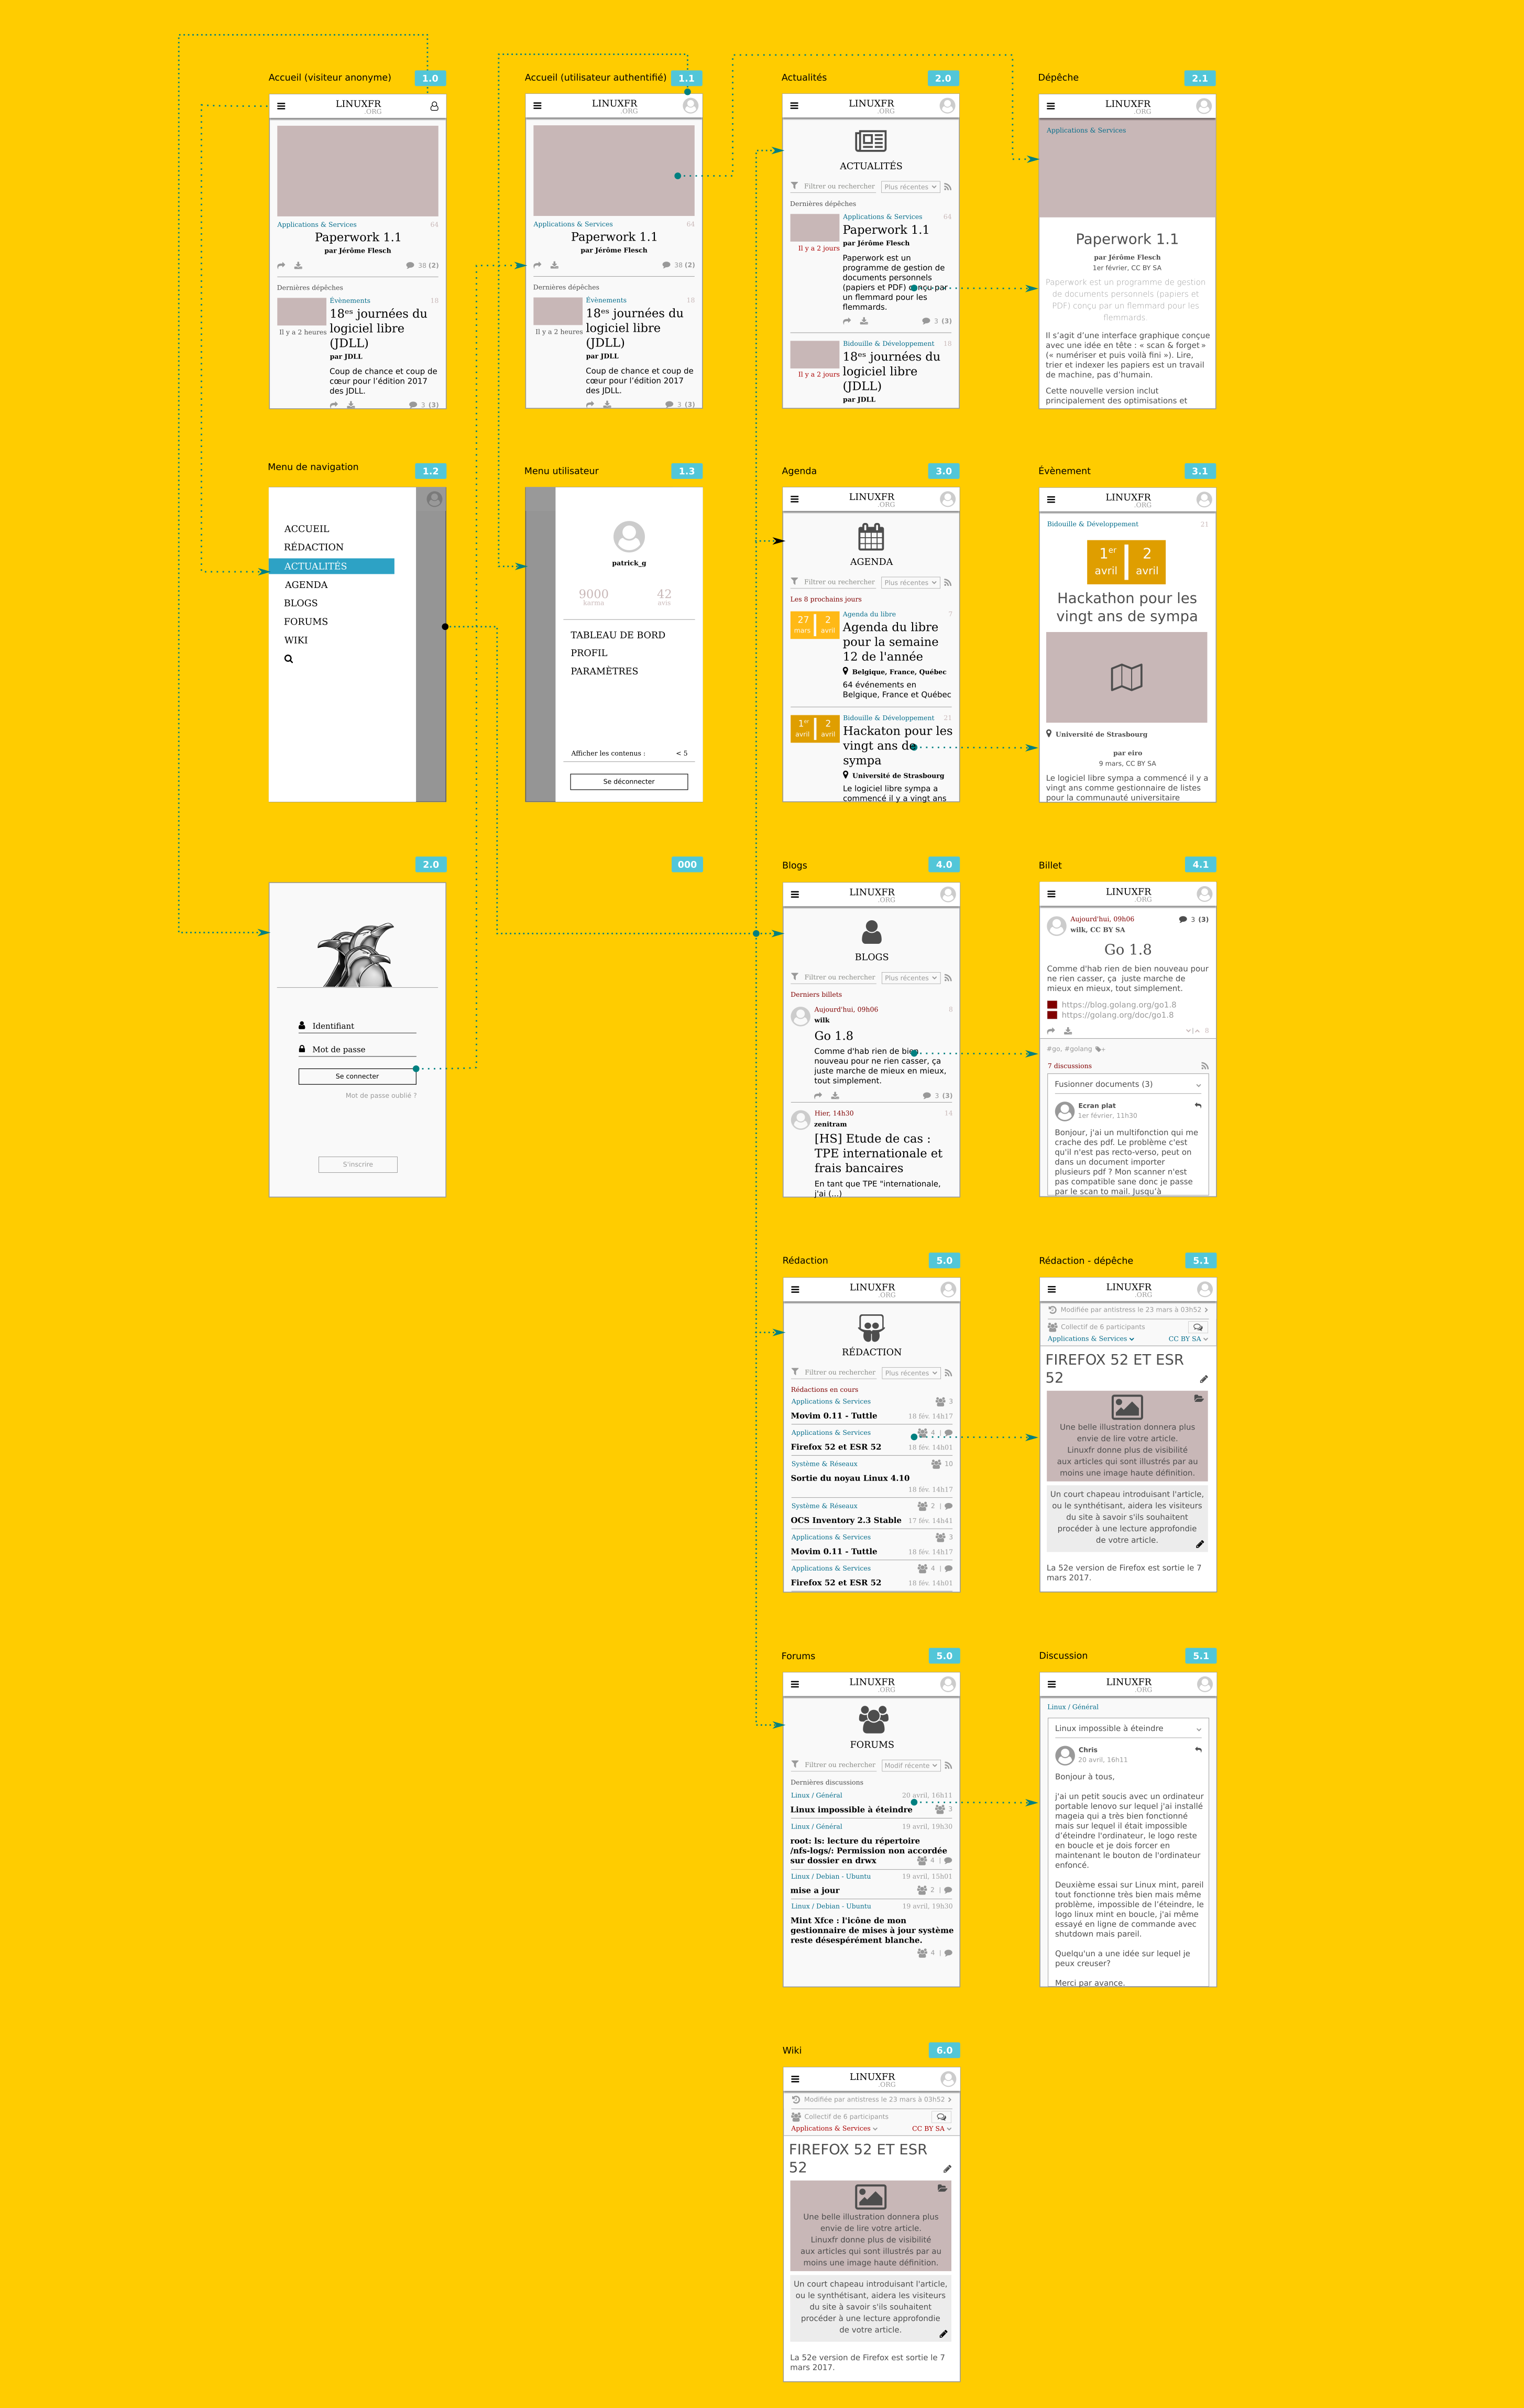 Accueil (visiteur anonyme)
1.0
LINUXFR
.ORG
Applications & Services
64
Paperwork 1.1
par Jérôme Flesch
38 (2)
Dernières dépêches
Évènements
18
Il y a 2 heures
18es journées du
logiciel libre
(JDLL)
par JDLL
Coup de chance et coup de
cœur pour l’édition 2017
des JDLL.
3 (3)
Accueil (utilisateur authentifié)
1.1
LINUXFR
.ORG
Applications & Services
64
Paperwork 1.1
par Jérôme Flesch
38 (2)
Dernières dépêches
Évènements
18
Il y a 2 heures
18es journées du
logiciel libre
(JDLL)
par JDLL
Coup de chance et coup de
cœur pour l’édition 2017
des JDLL.
3 (3)
Actualités
2.0
LINUXFR
.ORG
ACTUALITÉS
Filtrer ou rechercher
Plus récentes
Dernières dépêches
Applications & Services
64
Il y a 2 jours
Paperwork 1.1
par Jérôme Flesch
Paperwork est un
programme de gestion de
documents personnels
(papiers et PDF) conçu par
un flemmard pour les
flemmards.
3 (3)
Bidouille & Développement
18
Il y a 2 jours
18es journées du
logiciel libre
(JDLL)
par JDLL
Dépêche
2.1
LINUXFR
.ORG
Applications & Services
Paperwork 1.1
par Jérôme Flesch
1er février, CC BY SA
Paperwork est un programme de gestion
de documents personnels (papiers et
PDF) conçu par un flemmard pour les
flemmards.
Il s’agit d’une interface graphique conçue
avec une idée en tête : « scan & forget »
(« numériser et puis voilà fini »). Lire,
trier et indexer les papiers est un travail
de machine, pas d’humain.
Cette nouvelle version inclut
principalement des optimisations et
Menu de navigation
1.2
ACCUEIL
RÉDACTION
ACTUALITÉS
AGENDA
BLOGS
FORUMS
WIKI
Menu utilisateur
1.3
patrick_g
9000
karma
42
avis
TABLEAU DE BORD
PROFIL
PARAMÈTRES
Afficher les contenus :
< 5
Se déconnecter
Agenda
3.0
LINUXFR
.ORG
AGENDA
Filtrer ou rechercher
Plus récentes
Les 8 prochains jours
27
mars
2
avril
Agenda du libre
7
Agenda du libre
pour la semaine
12 de l'année
Belgique, France, Québec
64 événements en
Belgique, France et Québec
1er
avril
2
avril
Bidouille & Développement
21
Hackaton pour les
vingt ans de
sympa
Université de Strasbourg
Le logiciel libre sympa a
commencé il y a vingt ans
Évènement
3.1
LINUXFR
.ORG
Bidouille & Développement
21
1er
avril
2
avril
Hackathon pour les
vingt ans de sympa
Université de Strasbourg
par eiro
9 mars, CC BY SA
Le logiciel libre sympa a commencé il y a
vingt ans comme gestionnaire de listes
pour la communauté universitaire
2.0
Identifiant
Mot de passe
Se connecter
Mot de passe oublié ?
S'inscrire
000
Blogs
4.0
LINUXFR
.ORG
BLOGS
Filtrer ou rechercher
Plus récentes
Derniers billets
Aujourd'hui, 09h06
8
wilk
Go 1.8
Comme d'hab rien de bien
nouveau pour ne rien casser, ça
juste marche de mieux en mieux,
tout simplement.
3 (3)
Hier, 14h30
14
zenitram
[HS] Etude de cas :
TPE internationale et
frais bancaires
En tant que TPE "internationale,
j'ai (...)
Billet
4.1
LINUXFR
.ORG
Aujourd'hui, 09h06
3 (3)
wilk, CC BY SA
Go 1.8
Comme d'hab rien de bien nouveau pour
ne rien casser, ça juste marche de
mieux en mieux, tout simplement.
https://blog.golang.org/go1.8
https://golang.org/doc/go1.8
8
#go, #golang
7 discussions
Fusionner documents (3)
Ecran plat
1er février, 11h30
Bonjour, j'ai un multifonction qui me
crache des pdf. Le problème c'est
qu'il n'est pas recto-verso, peut on
dans un document importer
plusieurs pdf ? Mon scanner n'est
pas compatible sane donc je passe
par le scan to mail. Jusqu'à
Rédaction
5.0
LINUXFR
.ORG
RÉDACTION
Filtrer ou rechercher
Plus récentes
Rédactions en cours
Applications & Services
3
Movim 0.11 - Tuttle
18 fév. 14h17
Applications & Services
4 |
Firefox 52 et ESR 52
18 fév. 14h01
Système & Réseaux
10
Sortie du noyau Linux 4.10
18 fév. 14h17
Système & Réseaux
2 |
OCS Inventory 2.3 Stable
17 fév. 14h41
Applications & Services
3
Movim 0.11 - Tuttle
18 fév. 14h17
Applications & Services
4 |
Firefox 52 et ESR 52
18 fév. 14h01
Rédaction - dépêche
5.1
LINUXFR
.ORG
Modifiée par antistress le 23 mars à 03h52
Collectif de 6 participants
Applications & Services
CC BY SA
FIREFOX 52 ET ESR
52
Une belle illustration donnera plus
envie de lire votre article.
Linuxfr donne plus de visibilité
aux articles qui sont illustrés par au
moins une image haute définition.
Un court chapeau introduisant l'article,
ou le synthétisant, aidera les visiteurs
du site à savoir s'ils souhaitent
procéder à une lecture approfondie
de votre article.
La 52e version de Firefox est sortie le 7
mars 2017.
Forums
5.0
LINUXFR
.ORG
FORUMS
Filtrer ou rechercher
Modif récente
Dernières discussions
Linux / Général
20 avril, 16h11
Linux impossible à éteindre
3
Linux / Général
19 avril, 19h30
root: ls: lecture du répertoire
/nfs-logs/: Permission non accordée
sur dossier en drwx
4 |
Linux / Debian - Ubuntu
19 avril, 15h01
mise a jour
2 |
Linux / Debian - Ubuntu
19 avril, 19h30
Mint Xfce : l'icône de mon
gestionnaire de mises à jour système
reste désespérément blanche.
4 |
Discussion
5.1
LINUXFR
.ORG
Linux / Général
Linux impossible à éteindre
Chris
20 avril, 16h11
Bonjour à tous,
j'ai un petit soucis avec un ordinateur
portable lenovo sur lequel j'ai installé
mageia qui a très bien fonctionné
mais sur lequel il était impossible
d’éteindre l'ordinateur, le logo reste
en boucle et je dois forcer en
maintenant le bouton de l'ordinateur
enfoncé.
Deuxième essai sur Linux mint, pareil
tout fonctionne très bien mais même
problème, impossible de l’éteindre, le
logo linux mint en boucle, j'ai même
essayé en ligne de commande avec
shutdown mais pareil.
Quelqu'un a une idée sur lequel je
peux creuser?
Merci par avance.
Wiki
6.0
LINUXFR
.ORG
Modifiée par antistress le 23 mars à 03h52
Collectif de 6 participants
Applications & Services
CC BY SA
FIREFOX 52 ET ESR
52
Une belle illustration donnera plus
envie de lire votre article.
Linuxfr donne plus de visibilité
aux articles qui sont illustrés par au
moins une image haute définition.
Un court chapeau introduisant l'article,
ou le synthétisant, aidera les visiteurs
du site à savoir s'ils souhaitent
procéder à une lecture approfondie
de votre article.
La 52e version de Firefox est sortie le 7
mars 2017.